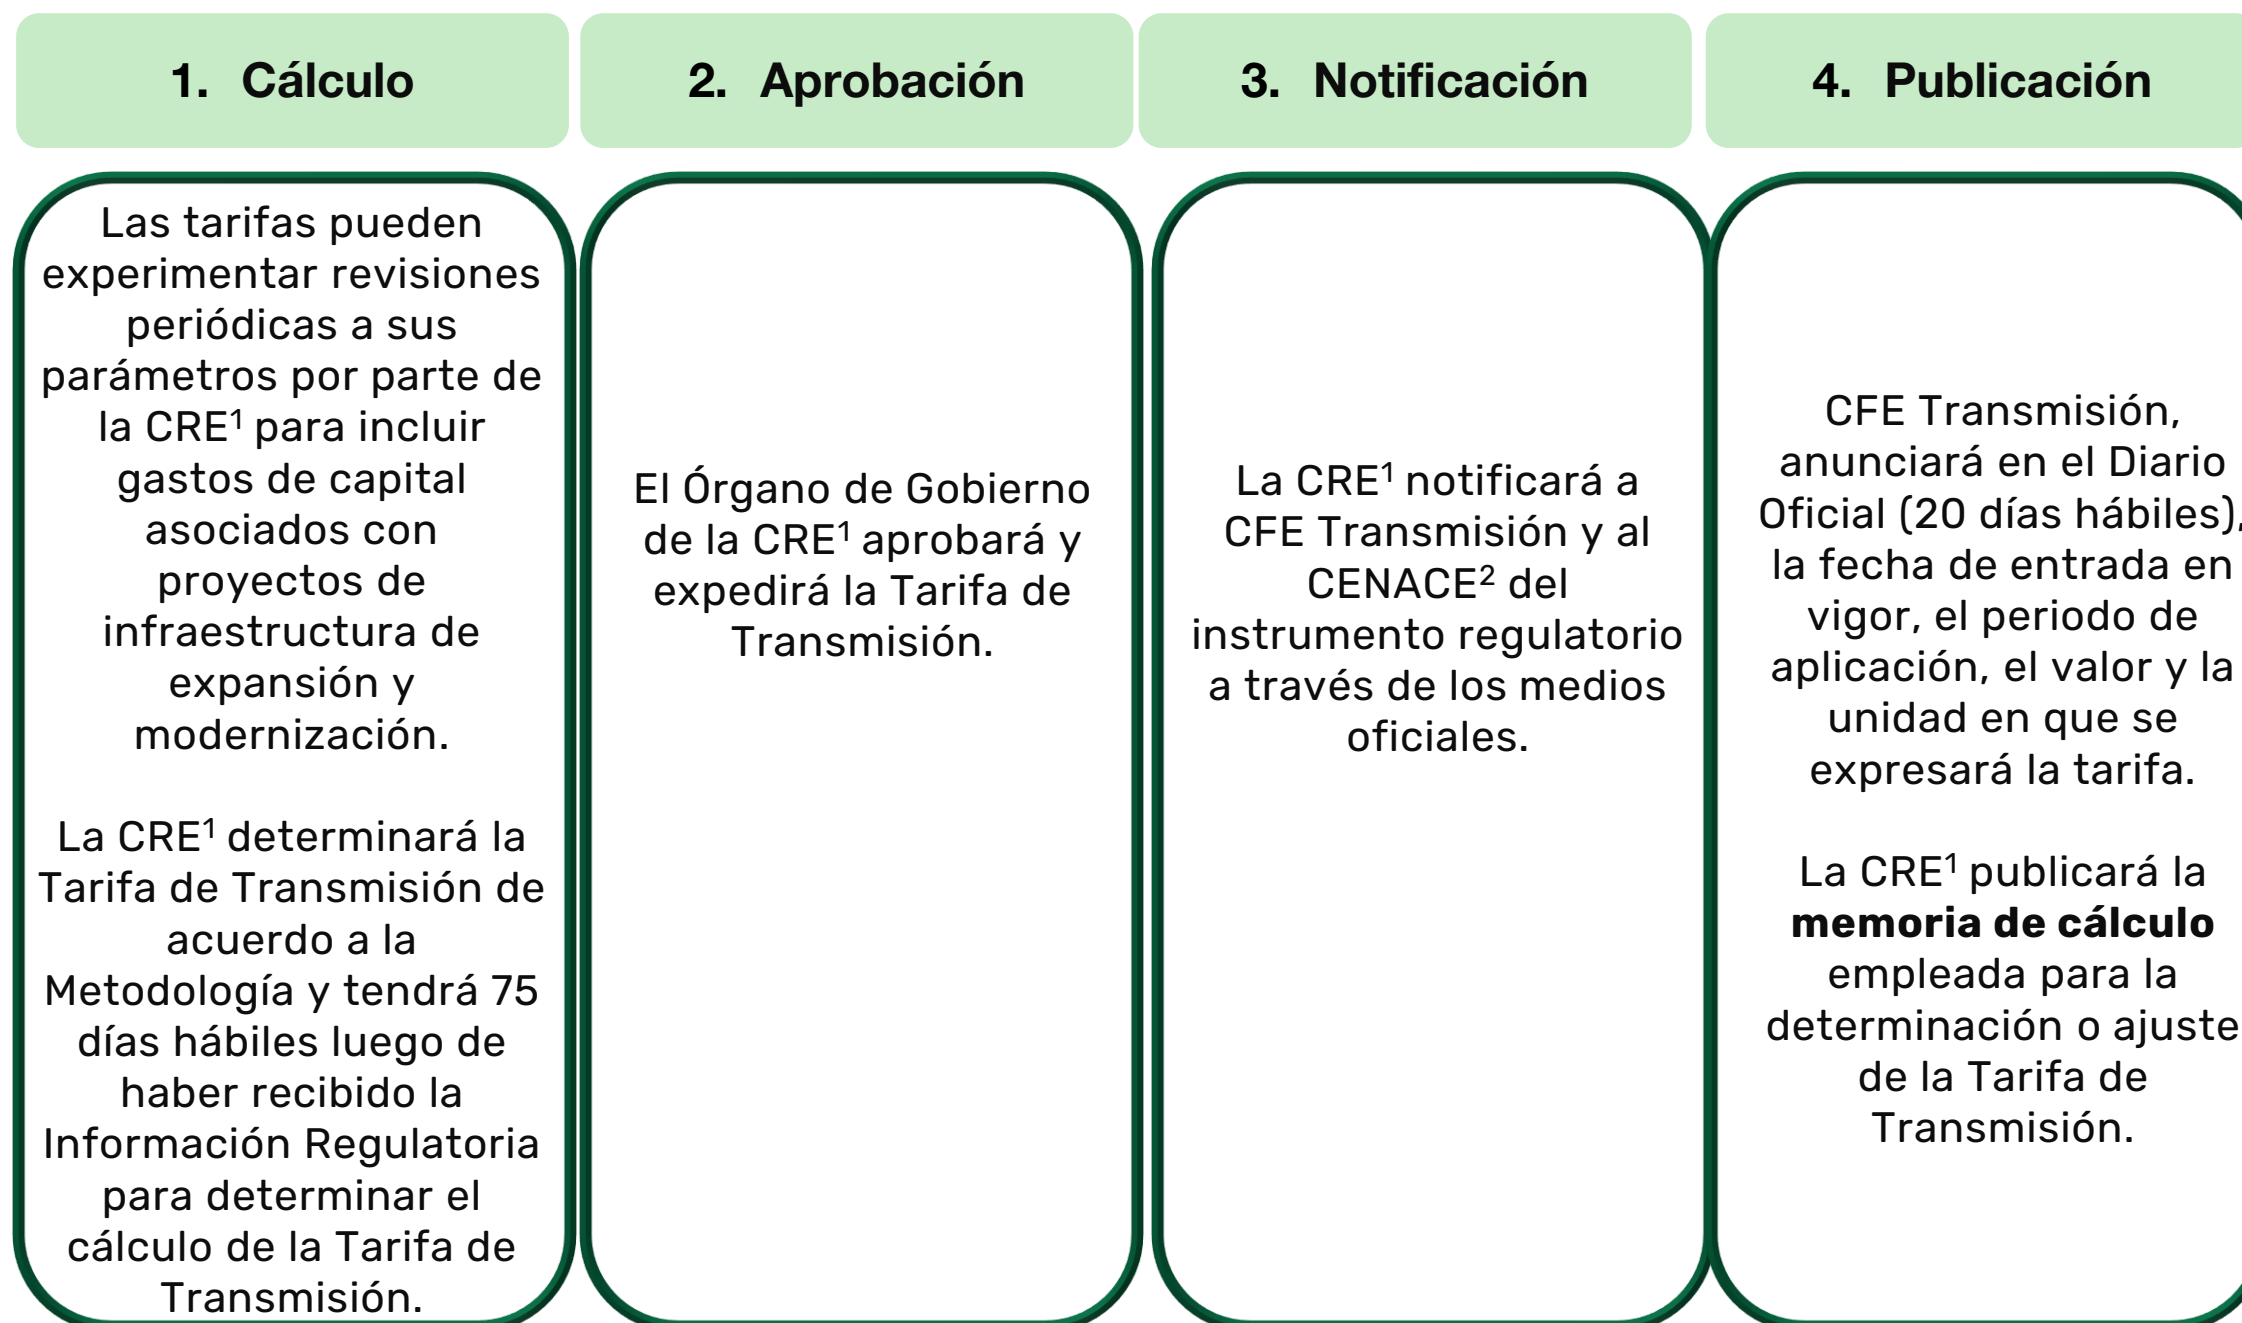 1. Cálculo
Las tarifas pueden
experimentar revisiones
periódicas a sus
parámetros por parte de
la CRE¹ para incluir
gastos de capital
asociados con
proyectos de
infraestructura de
expansión y
modernización.
La CRE¹ determinará la
Tarifa de Transmisión de
acuerdo a la
Metodología y tendrá 75
días hábiles luego de
haber recibido la
Información Regulatoria
para determinar el
cálculo de la Tarifa de
Transmisión.
2. Aprobación
El Órgano de Gobierno
de la CRE¹ aprobará y
expedirá la Tarifa de
Transmisión.
3. Notificación
La CRE¹ notificará a
CFE Transmisión y al
CENACE² del
instrumento regulatorio
a través de los medios
oficiales.
4. Publicación
CFE Transmisión,
anunciará en el Diario
Oficial (20 días hábiles),
la fecha de entrada en
vigor, el periodo de
aplicación, el valor y la
unidad en que se
expresará la tarifa.
La CRE¹ publicará la
memoria de cálculo
empleada para la
determinación o ajuste
de la Tarifa de
Transmisión.